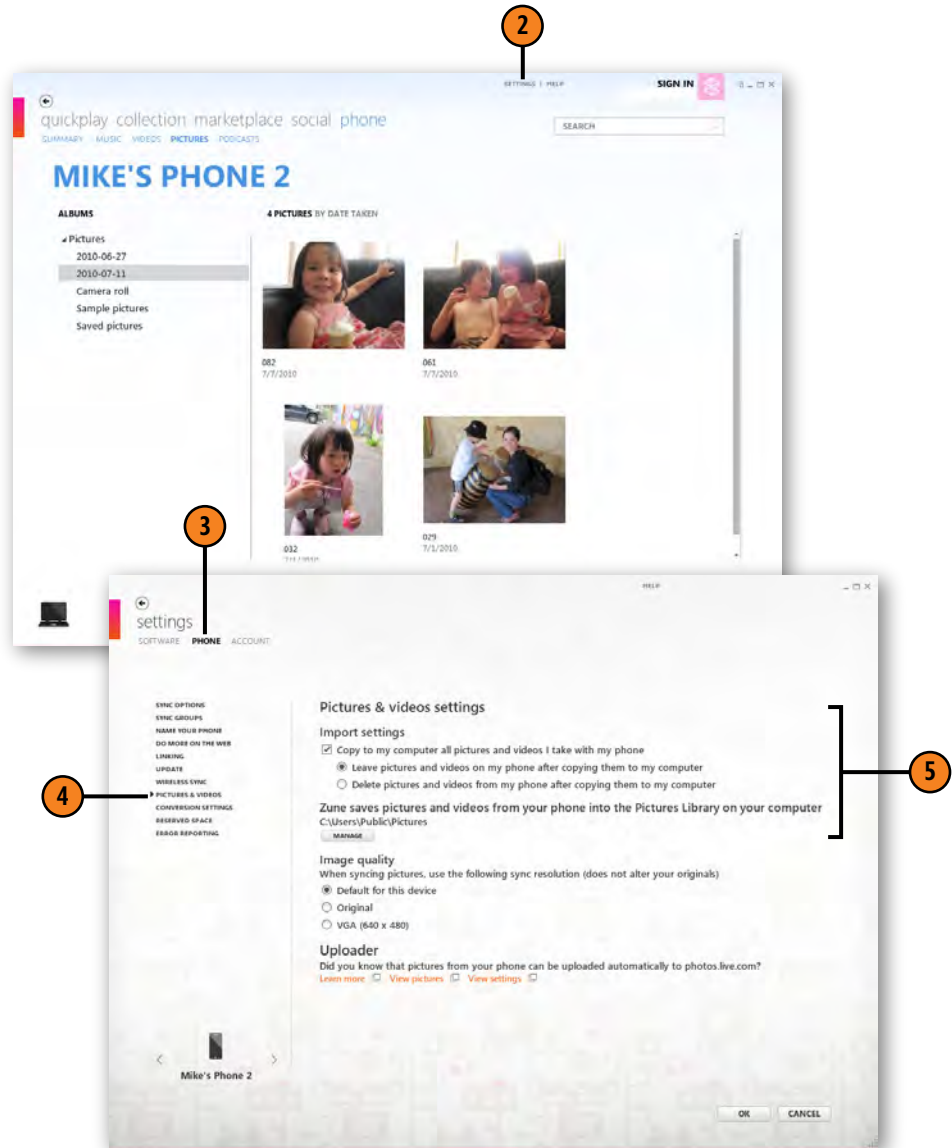 2
SETTINGS | HELP
SIGN IN
quickplay collection marketplace social phone
SUMMARY MUSIC VIDEOS PICTURES PODCASTS
SEARCH
MIKE'S PHONE 2
ALBUMS
4 PICTURES BY DATE TAKEN
Pictures
2010-06-27
2010-07-11
Camera roll
Sample pictures
Saved pictures
082
7/7/2010
061
7/7/2010
032
029
7/1/2010
3
HELP
settings
SOFTWARE PHONE ACCOUNT
SYNC OPTIONS
SYNC GROUPS
NAME YOUR PHONE
DO MORE ON THE WEB
LINKING
UPDATE
WIRELESS SYNC
4
PICTURES & VIDEOS
CONVERSION SETTINGS
RESERVED SPACE
ERROR REPORTING
Pictures & videos settings
Import settings
Copy to my computer all pictures and videos I take with my phone
Leave pictures and videos on my phone after copying them to my computer
Delete pictures and videos from my phone after copying them to my computer
5
Zune saves pictures and videos from your phone into the Pictures Library on your computer
C:\Users\Public\Pictures
MANAGE
Image quality
When syncing pictures, use the following sync resolution (does not alter your originals)
Default for this device
Original
VGA (640 x 480)
Uploader
Did you know that pictures from your phone can be uploaded automatically to photos.live.com?
Learn more View pictures View settings
Mike's Phone 2
OK CANCEL